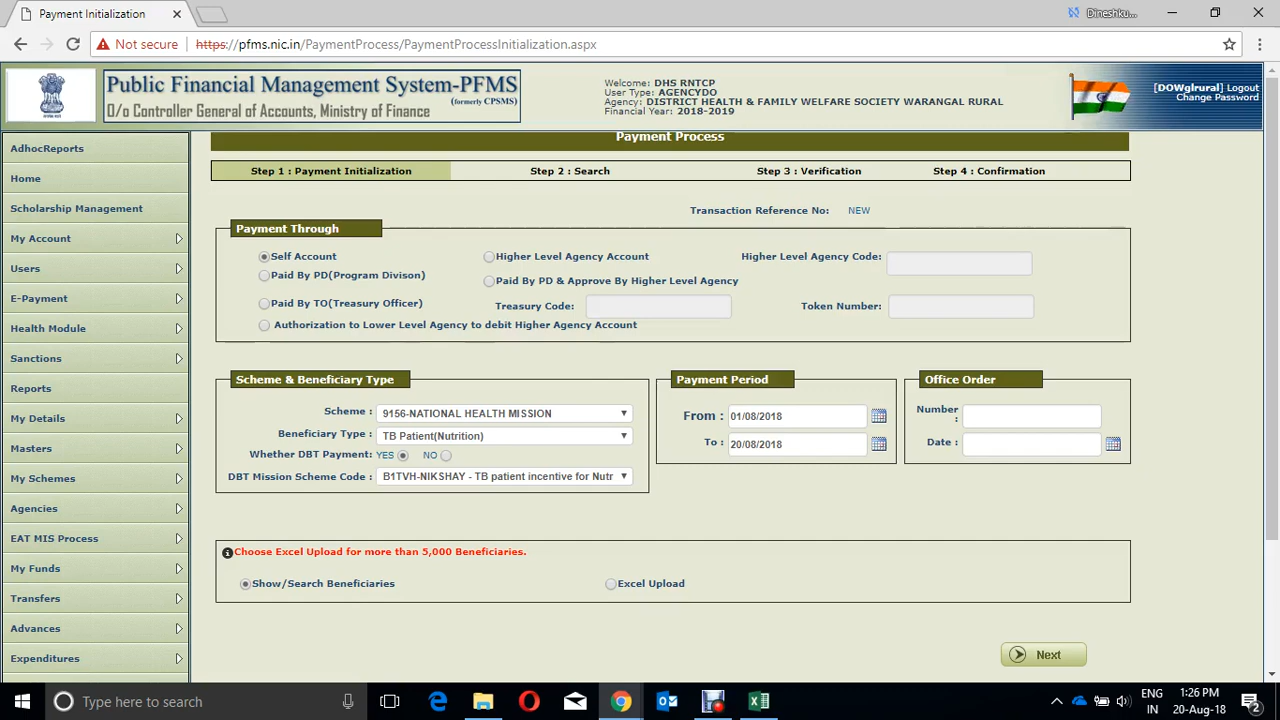 Payment Initialization
Dineshku...
Not secure https://pfms.nic.in/PaymentProcess/PaymentProcessInitialization.aspx
Public Financial Management System-PFMS
(formerly CPSMS)
O/o Controller General of Accounts, Ministry of Finance
Welcome: DHS RNTCP
User Type: AGENCYDO
Agency: DISTRICT HEALTH & FAMILY WELFARE SOCIETY WARANGAL RURAL
Financial Year: 2018-2019
[DOWglrural] Logout
Change Password
AdhocReports
Home
Scholarship Management
My Account
Users
E-Payment
Health Module
Sanctions
Reports
My Details
Masters
My Schemes
Agencies
EAT MIS Process
My Funds
Transfers
Advances
Expenditures
Payment Process
Step 1 : Payment Initialization Step 2 : Search Step 3 : Verification Step 4 : Confirmation
Transaction Reference No: NEW
Payment Through
Self Account Higher Level Agency Account Higher Level Agency Code:
Paid By PD(Program Divison) Paid By PD & Approve By Higher Level Agency
Paid By TO(Treasury Officer) Treasury Code: Token Number:
Authorization to Lower Level Agency to debit Higher Agency Account
Scheme & Beneficiary Type
Scheme : 9156-NATIONAL HEALTH MISSION
Beneficiary Type : TB Patient(Nutrition)
Whether DBT Payment: YES NO
DBT Mission Scheme Code : B1TVH-NIKSHAY - TB patient incentive for Nutr
Payment Period
From : 01/08/2018
To : 20/08/2018
Office Order
Number :
Date :
Choose Excel Upload for more than 5,000 Beneficiaries.
Show/Search Beneficiaries Excel Upload
Next
Type here to search
ENG
IN
1:26 PM
20-Aug-18
2